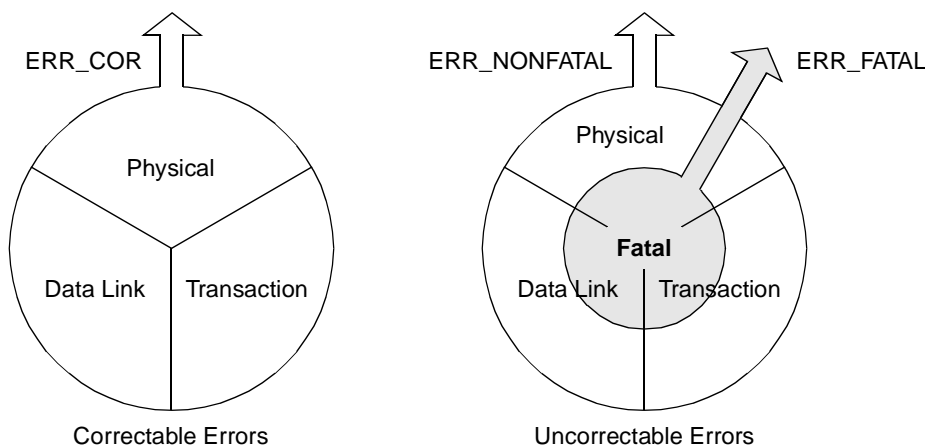 ERR_COR
Physical
Data Link
Transaction
Correctable Errors
ERR_NONFATAL
ERR_FATAL
Physical
Fatal
Data Link
Transaction
Uncorrectable Errors